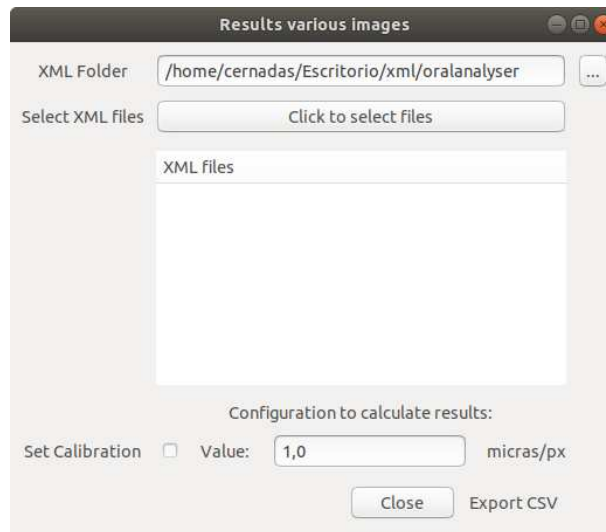 Results various images
XML Folder /home/cernadas/Escritorio/xml/oralanalyser ...
Select XML files Click to select files
XML files
Configuration to calculate results:
Set Calibration Value: 1,0 micras/px
Close Export CSV